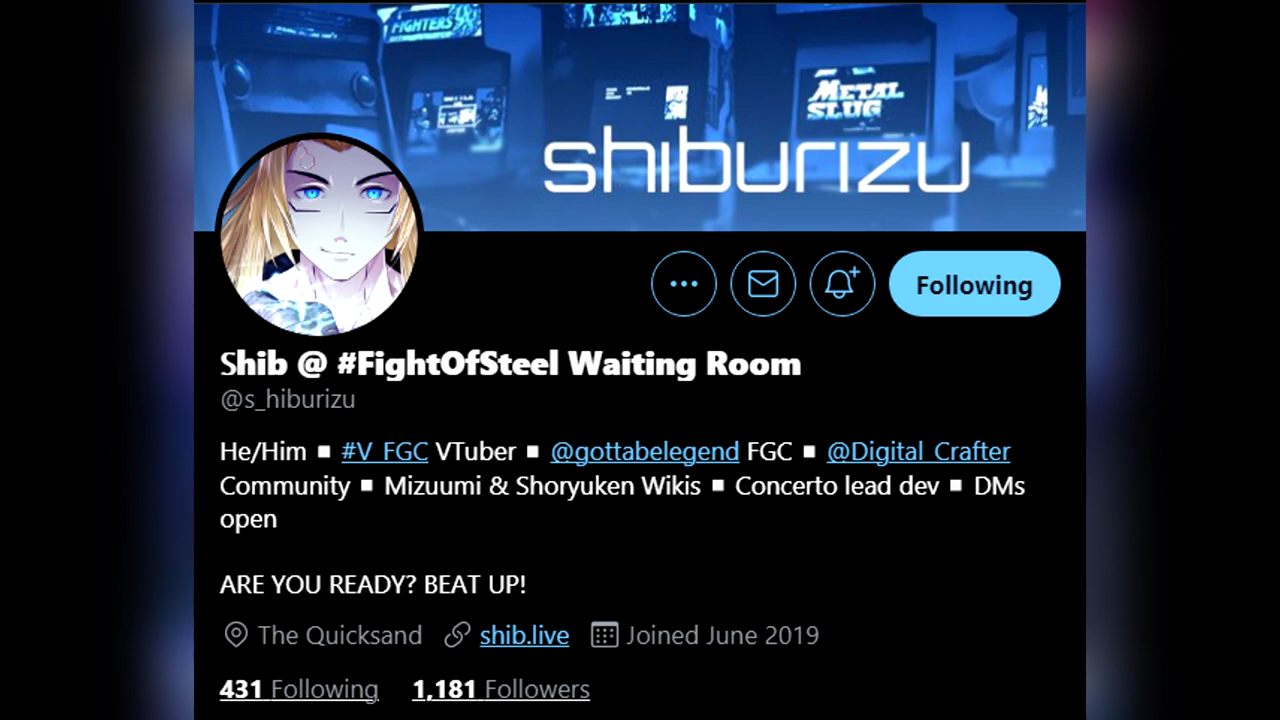 FIGHTERS
METAL
SLUG
shiburizu
Following
Shib @ #FightOfSteel Waiting Room
@s_hiburizu
He/Him ▪ #V_FGC VTuber ▪ @gottabelegend FGC ▪ @Digital_Crafter
Community ▪ Mizuumi & Shoryuken Wikis ▪ Concerto lead dev ▪ DMs
open
ARE YOU READY? BEAT UP!
The Quicksand shib.live Joined June 2019
431 Following 1,181 Followers